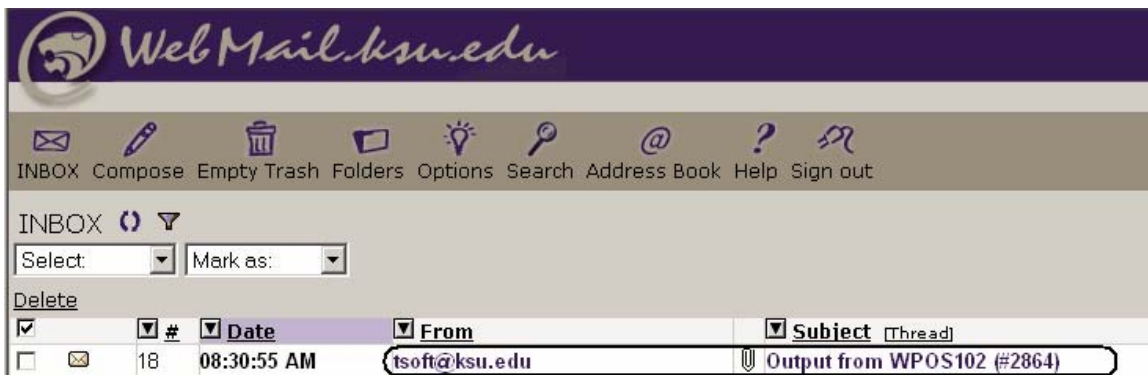 WebMail.ksu.edu
INBOX Compose Empty Trash Folders Options Search Address Book Help Sign out
INBOX
Select: Mark as:
Delete
# Date From Subject [Thread]
18 08:30:55 AM tsoft@ksu.edu Output from WPOS102 (#2864)